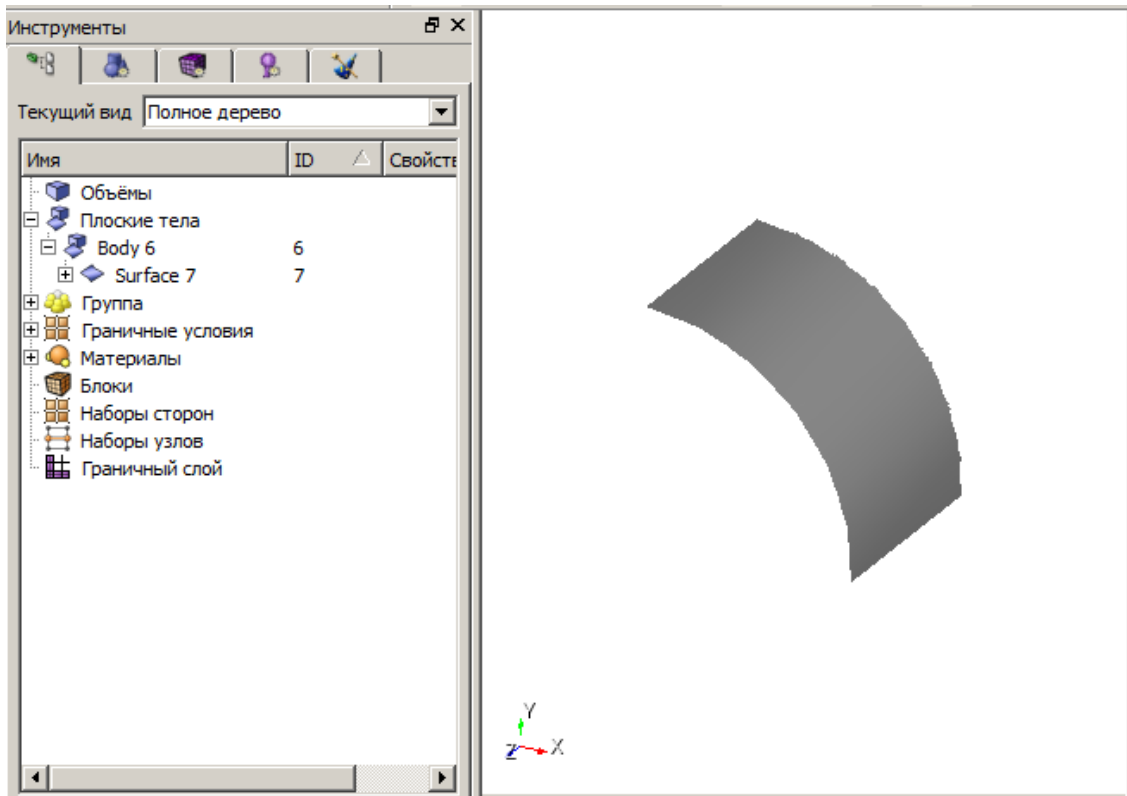 Инструменты
Текущий вид Полное дерево
Имя ID Свойсте
Объёмы
Плоские тела
Body 6 6
Surface 7 7
Группа
Граничные условия
Материалы
Блоки
Наборы сторон
Наборы узлов
Граничный слой
Y
Z X